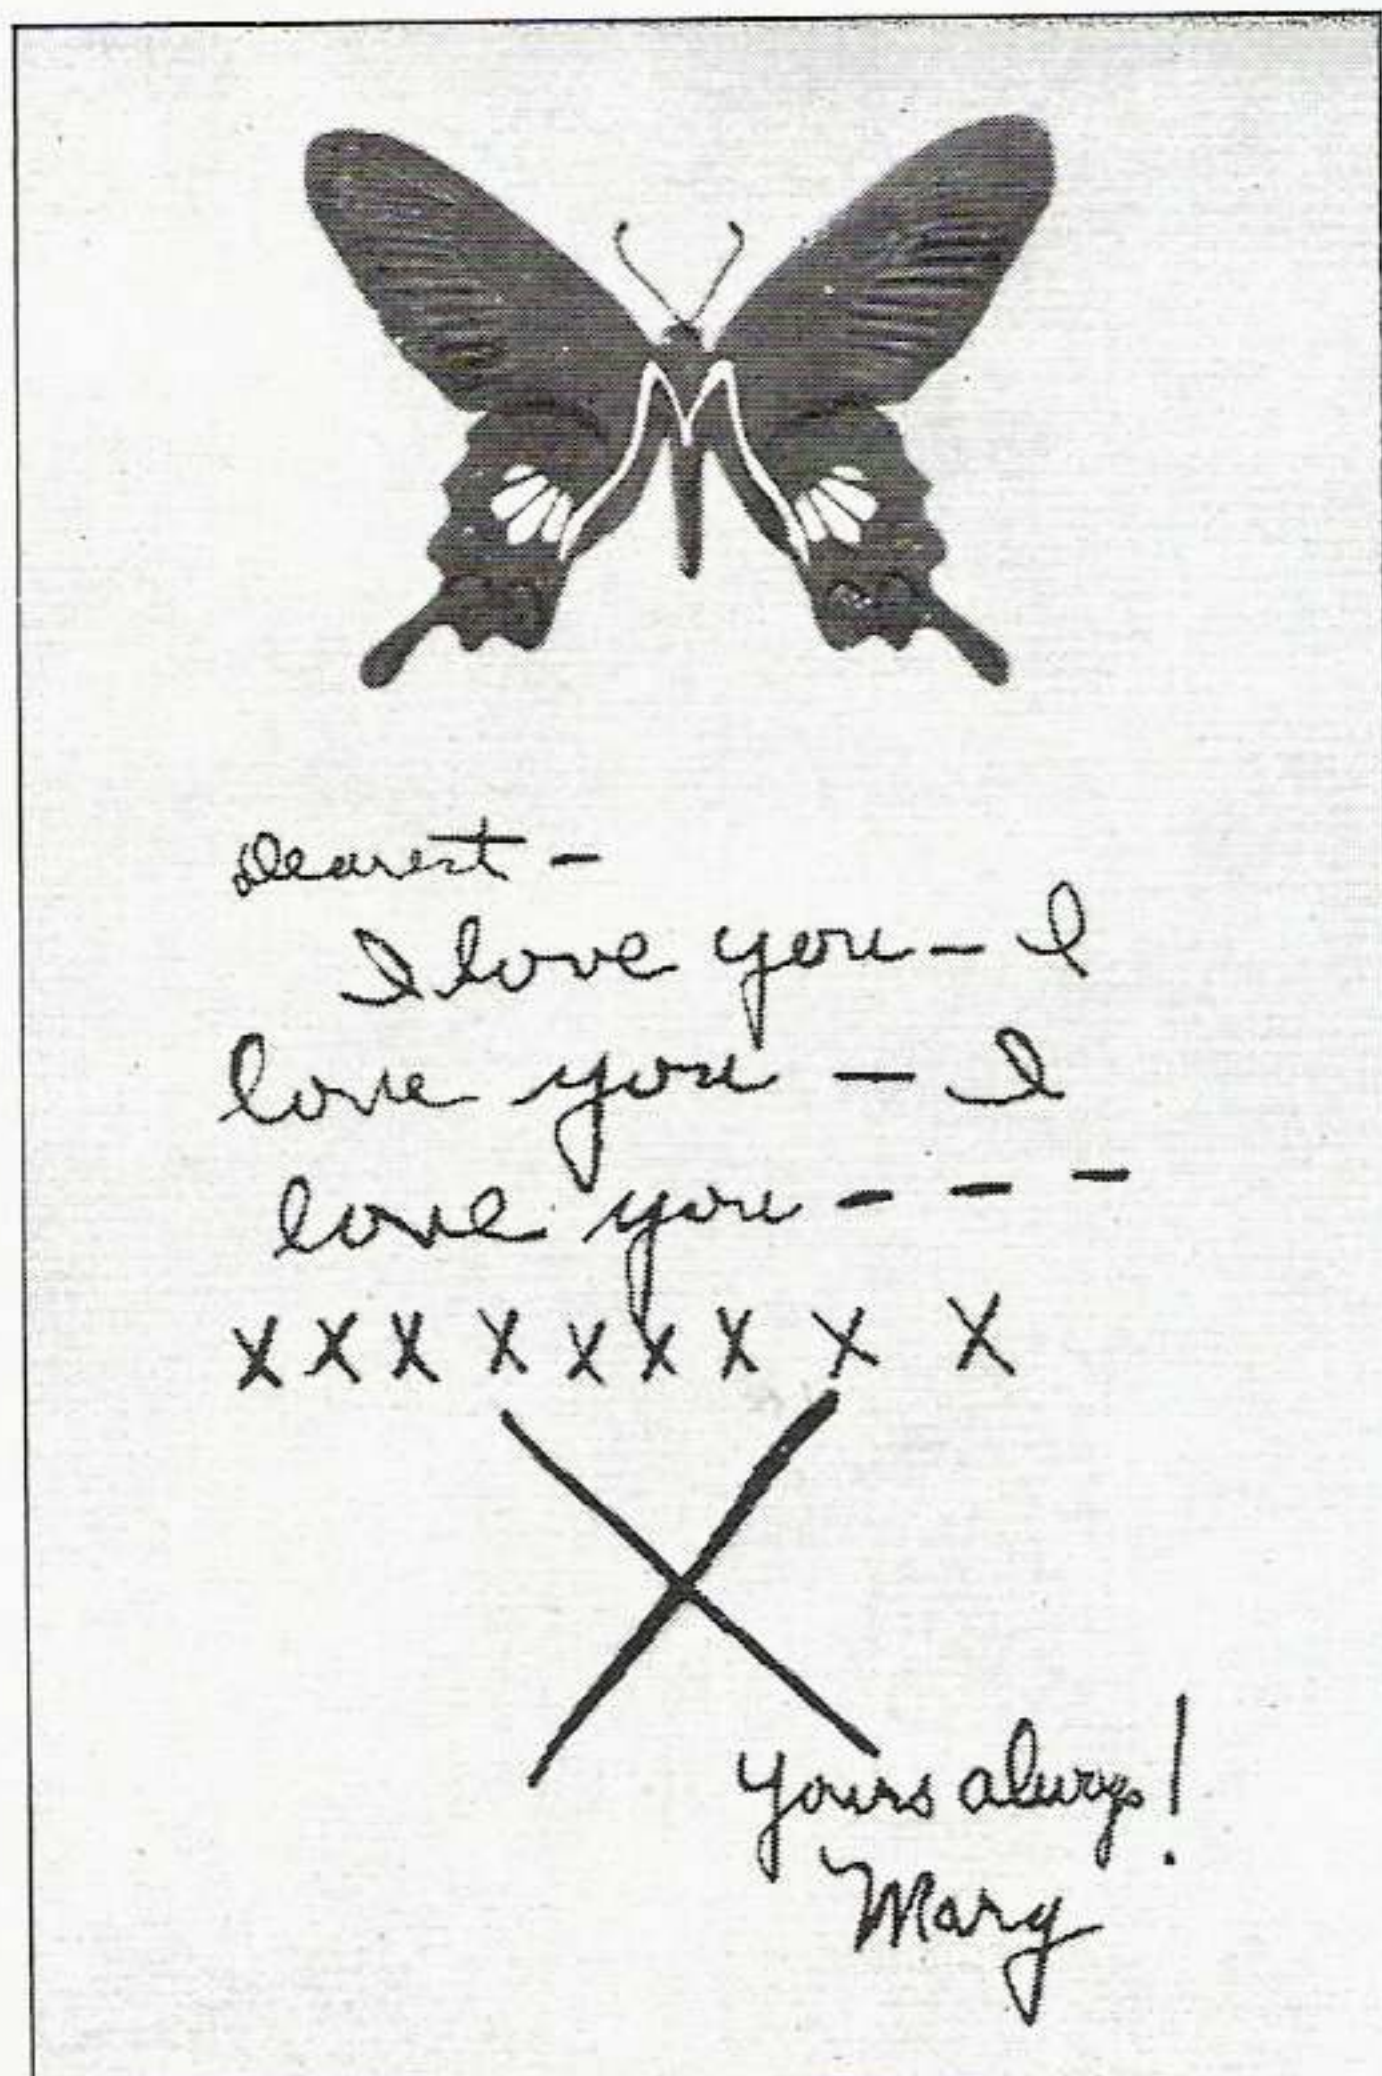 Dearest –
I love you – I
love you – I
love you - - -
X X X X X X X X X
X
yours always!
Mary